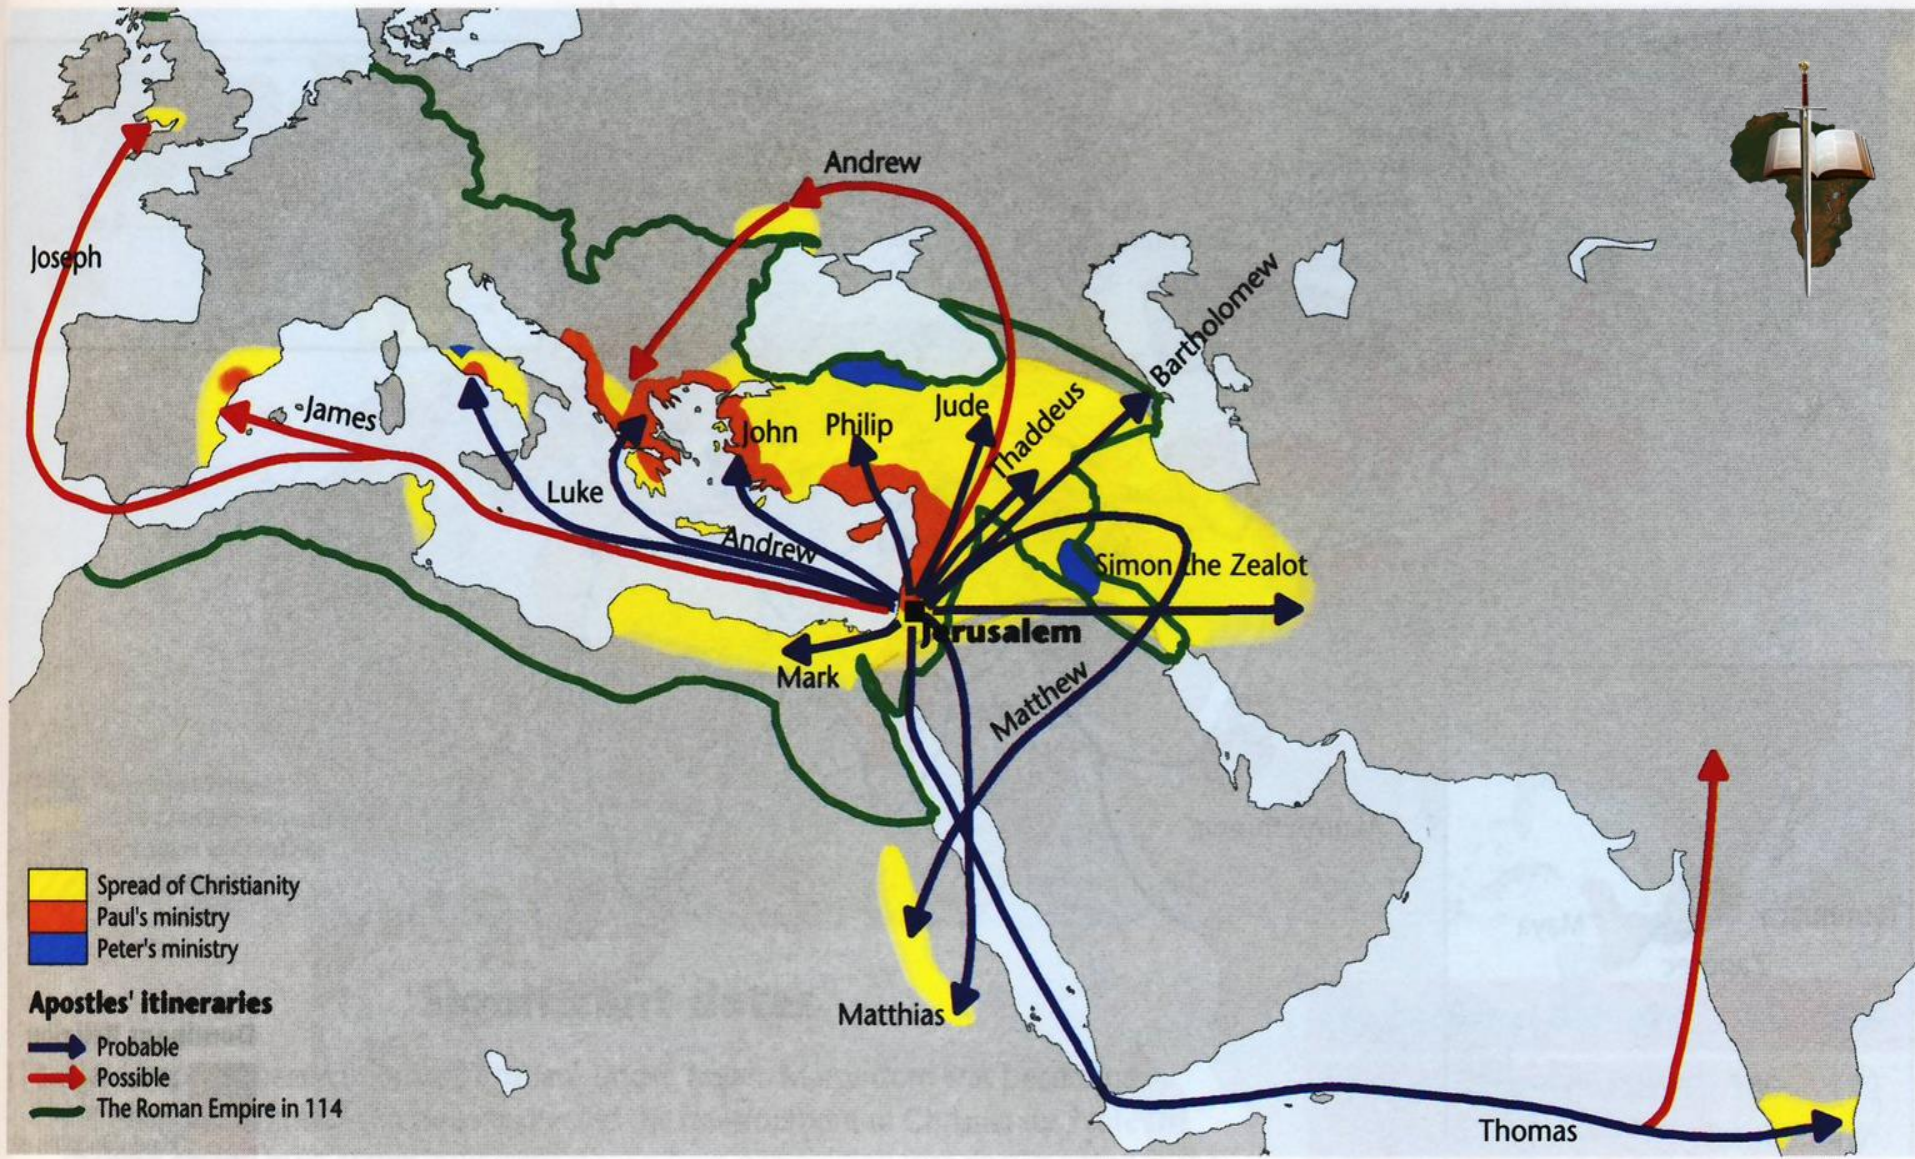 Andrew
Joseph
Bartholomew
James
John
Philip
Jude
Thaddeus
Luke
Andrew
Simon the Zealot
Jerusalem
Mark
Matthew
Spread of Christianity
Paul's ministry
Peter's ministry
Matthias
Apostles' itineraries
Probable
Possible
The Roman Empire in 114
Thomas